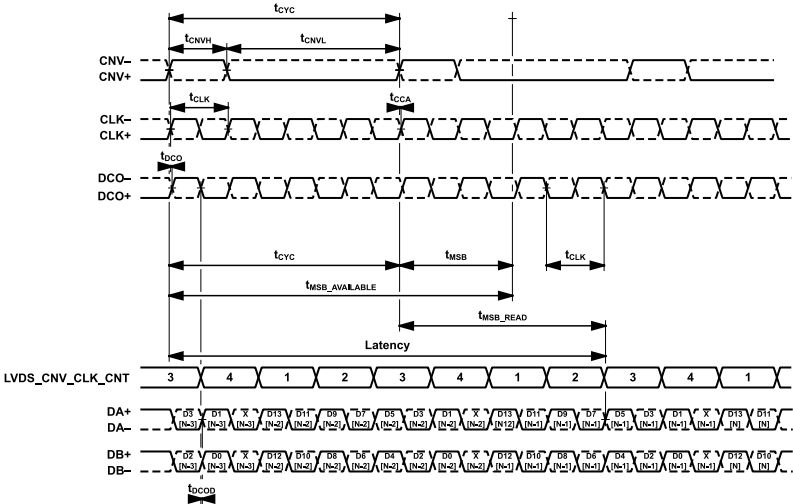 tCYC
tCNVH tCNVL
CNV–
CNV+
tCLK tCCA
CLK–
CLK+
tDCO
DCO–
DCO+
tCYC tMSB tCLK
tMSB_AVAILABLE
tMSB_READ
Latency
LVDS_CNV_CLK_CNT 3 4 1 2 3 4 1 2 3 4 1
DA+ D3 D1 X D13 D11 D9 D7 D5 D3 D1 X D13 D11 D9 D7 D5 D3 D1 X D13 D11
DA– [N-3] [N-3] [N-3] [N-2] [N-2] [N-2] [N-2] [N-2] [N-2] [N-2] [N-2] [N12] [N-1] [N-1] [N-1] [N-1] [N-1] [N-1] [N-1] [N] [N]
DB+ D2 D0 X D12 D10 D8 D6 D4 D2 D0 X D12 D10 D8 D6 D4 D2 D0 X D12 D10
DB– [N-3] [N-3] [N-3] [N-2] [N-2] [N-2] [N-2] [N-2] [N-2] [N-2] [N-2] [N-1] [N-1] [N-1] [N-1] [N-1] [N-1] [N-1] [N-1] [N] [N]
tDCOD